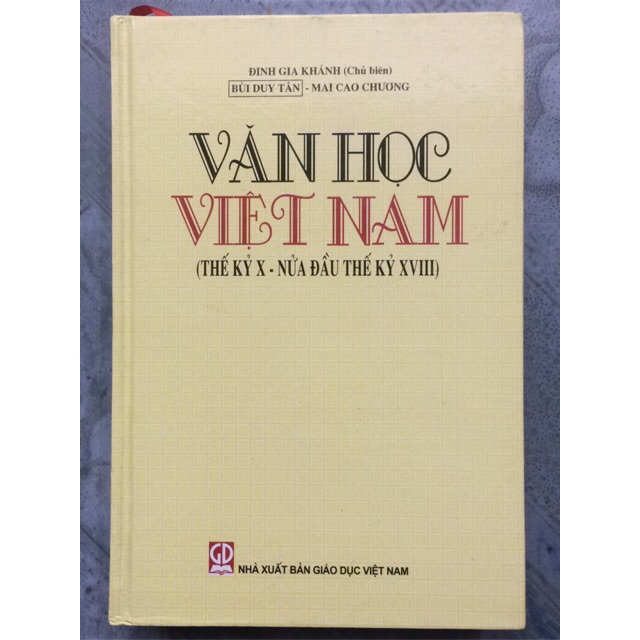 ĐINH GIA KHÁNH (Chủ biên)
BÙI DUY TÂN - MAI CAO CHƯƠNG
VĂN HỌC
VIỆT NAM
(THẾ KỶ X - NỬA ĐẦU THẾ KỶ XVIII)
GD
NHÀ XUẤT BẢN GIÁO DỤC VIỆT NAM